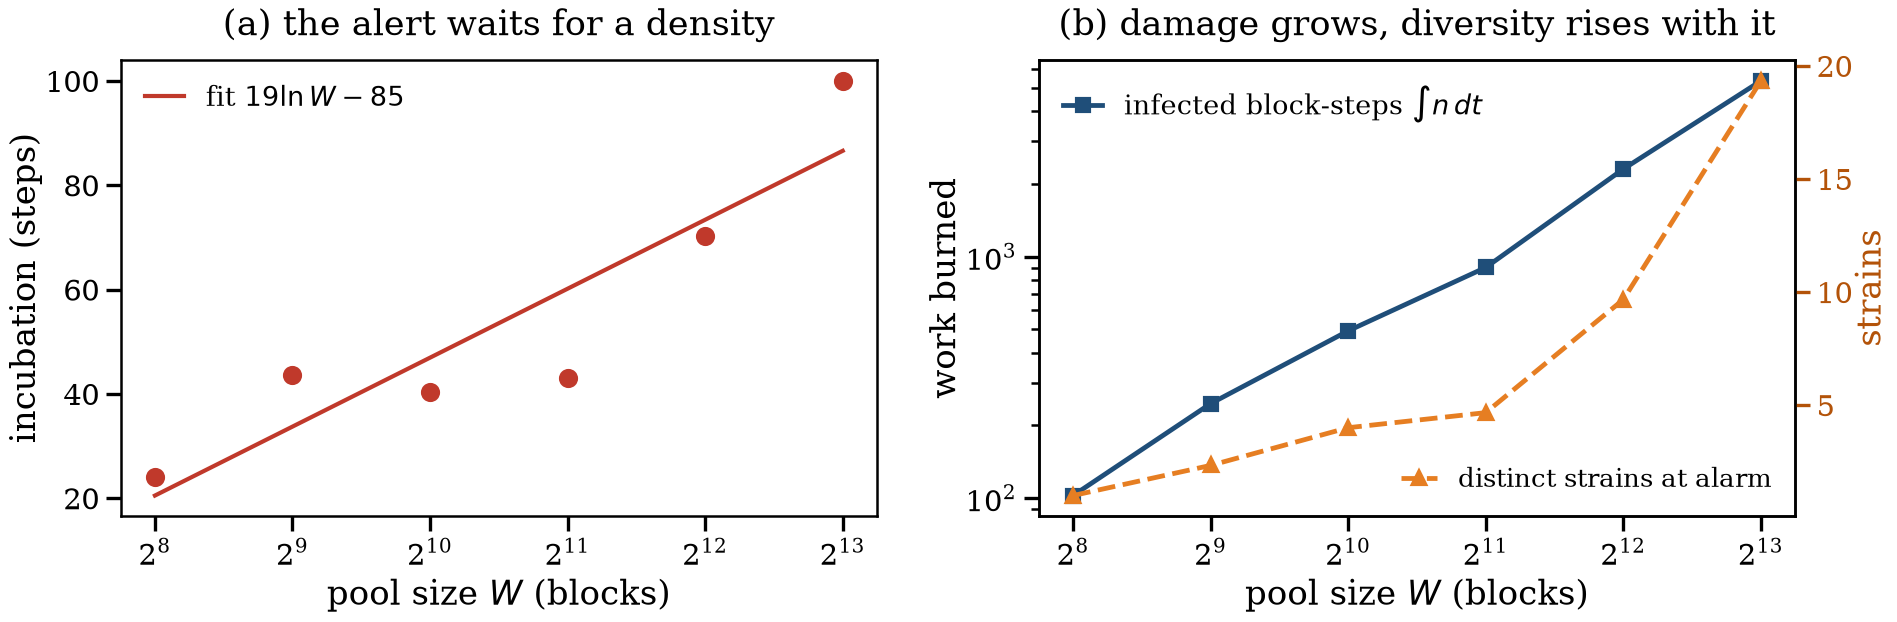 (a) the alert waits for a density
fit 19 ln W − 85
incubation (steps)
100
80
60
40
20
2^8
2^9
2^10
2^11
2^12
2^13
pool size W (blocks)
(b) damage grows, diversity rises with it
infected block-steps ∫n dt
distinct strains at alarm
work burned
10^3
10^2
strains
20
15
10
5
2^8
2^9
2^10
2^11
2^12
2^13
pool size W (blocks)